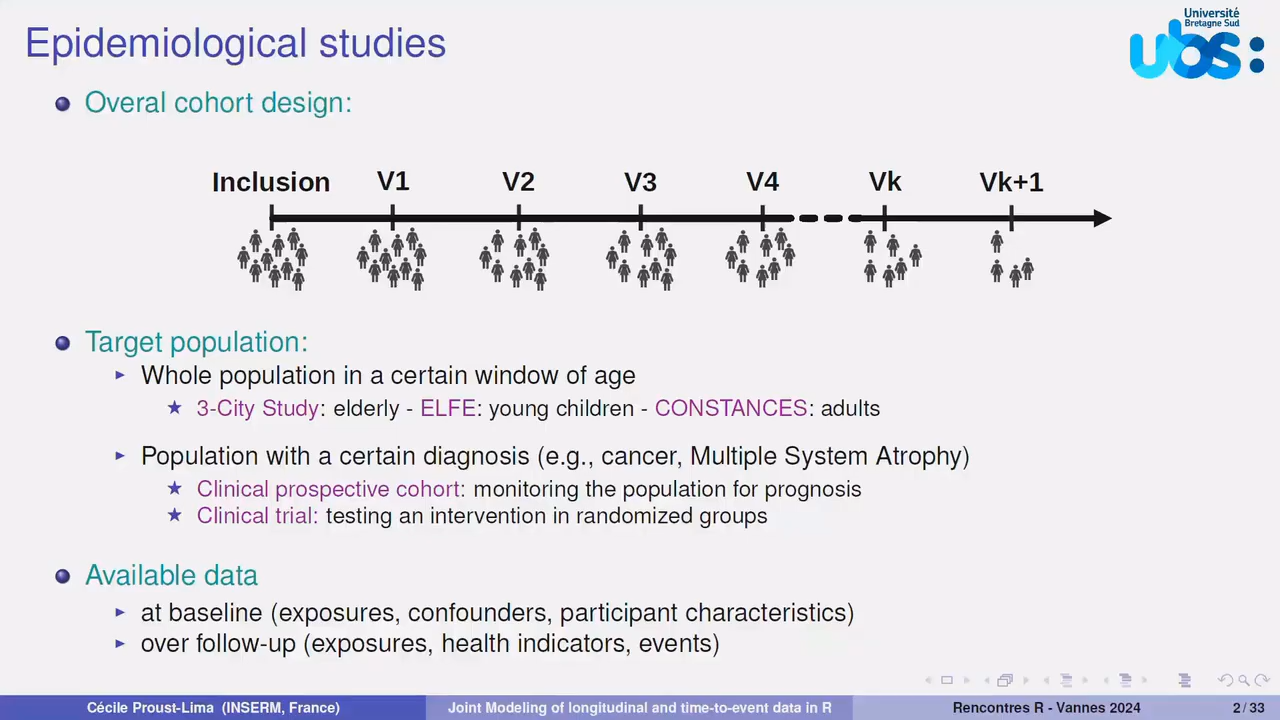 Epidemiological studies
Université
Bretagne Sud
ubs:
Overal cohort design:
Inclusion V1 V2 V3 V4 Vk Vk+1
Target population:
Whole population in a certain window of age
3-City Study: elderly - ELFE: young children - CONSTANCES: adults
Population with a certain diagnosis (e.g., cancer, Multiple System Atrophy)
Clinical prospective cohort: monitoring the population for prognosis
Clinical trial: testing an intervention in randomized groups
Available data
at baseline (exposures, confounders, participant characteristics)
over follow-up (exposures, health indicators, events)
Cécile Proust-Lima (INSERM, France) Joint Modeling of longitudinal and time-to-event data in R Rencontres R - Vannes 2024 2 / 33